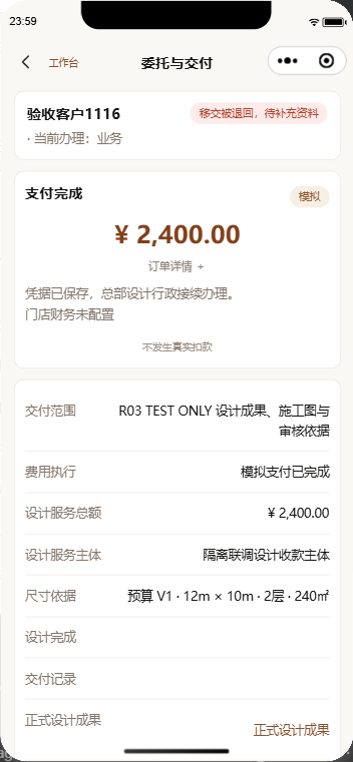 23:59
工作台
委托与交付
验收客户1116
移交被退回，待补充资料
· 当前办理：业务
支付完成
模拟
¥ 2,400.00
订单详情 +
凭据已保存，总部设计行政接续办理。
门店财务未配置
不发生真实扣款
交付范围
R03 TEST ONLY 设计成果、施工图与
审核依据
费用执行
模拟支付已完成
设计服务总额
¥ 2,400.00
设计服务主体
隔离联调设计收款主体
尺寸依据
预算 V1 · 12m × 10m · 2层 · 240㎡
设计完成
交付记录
正式设计成果
正式设计成果